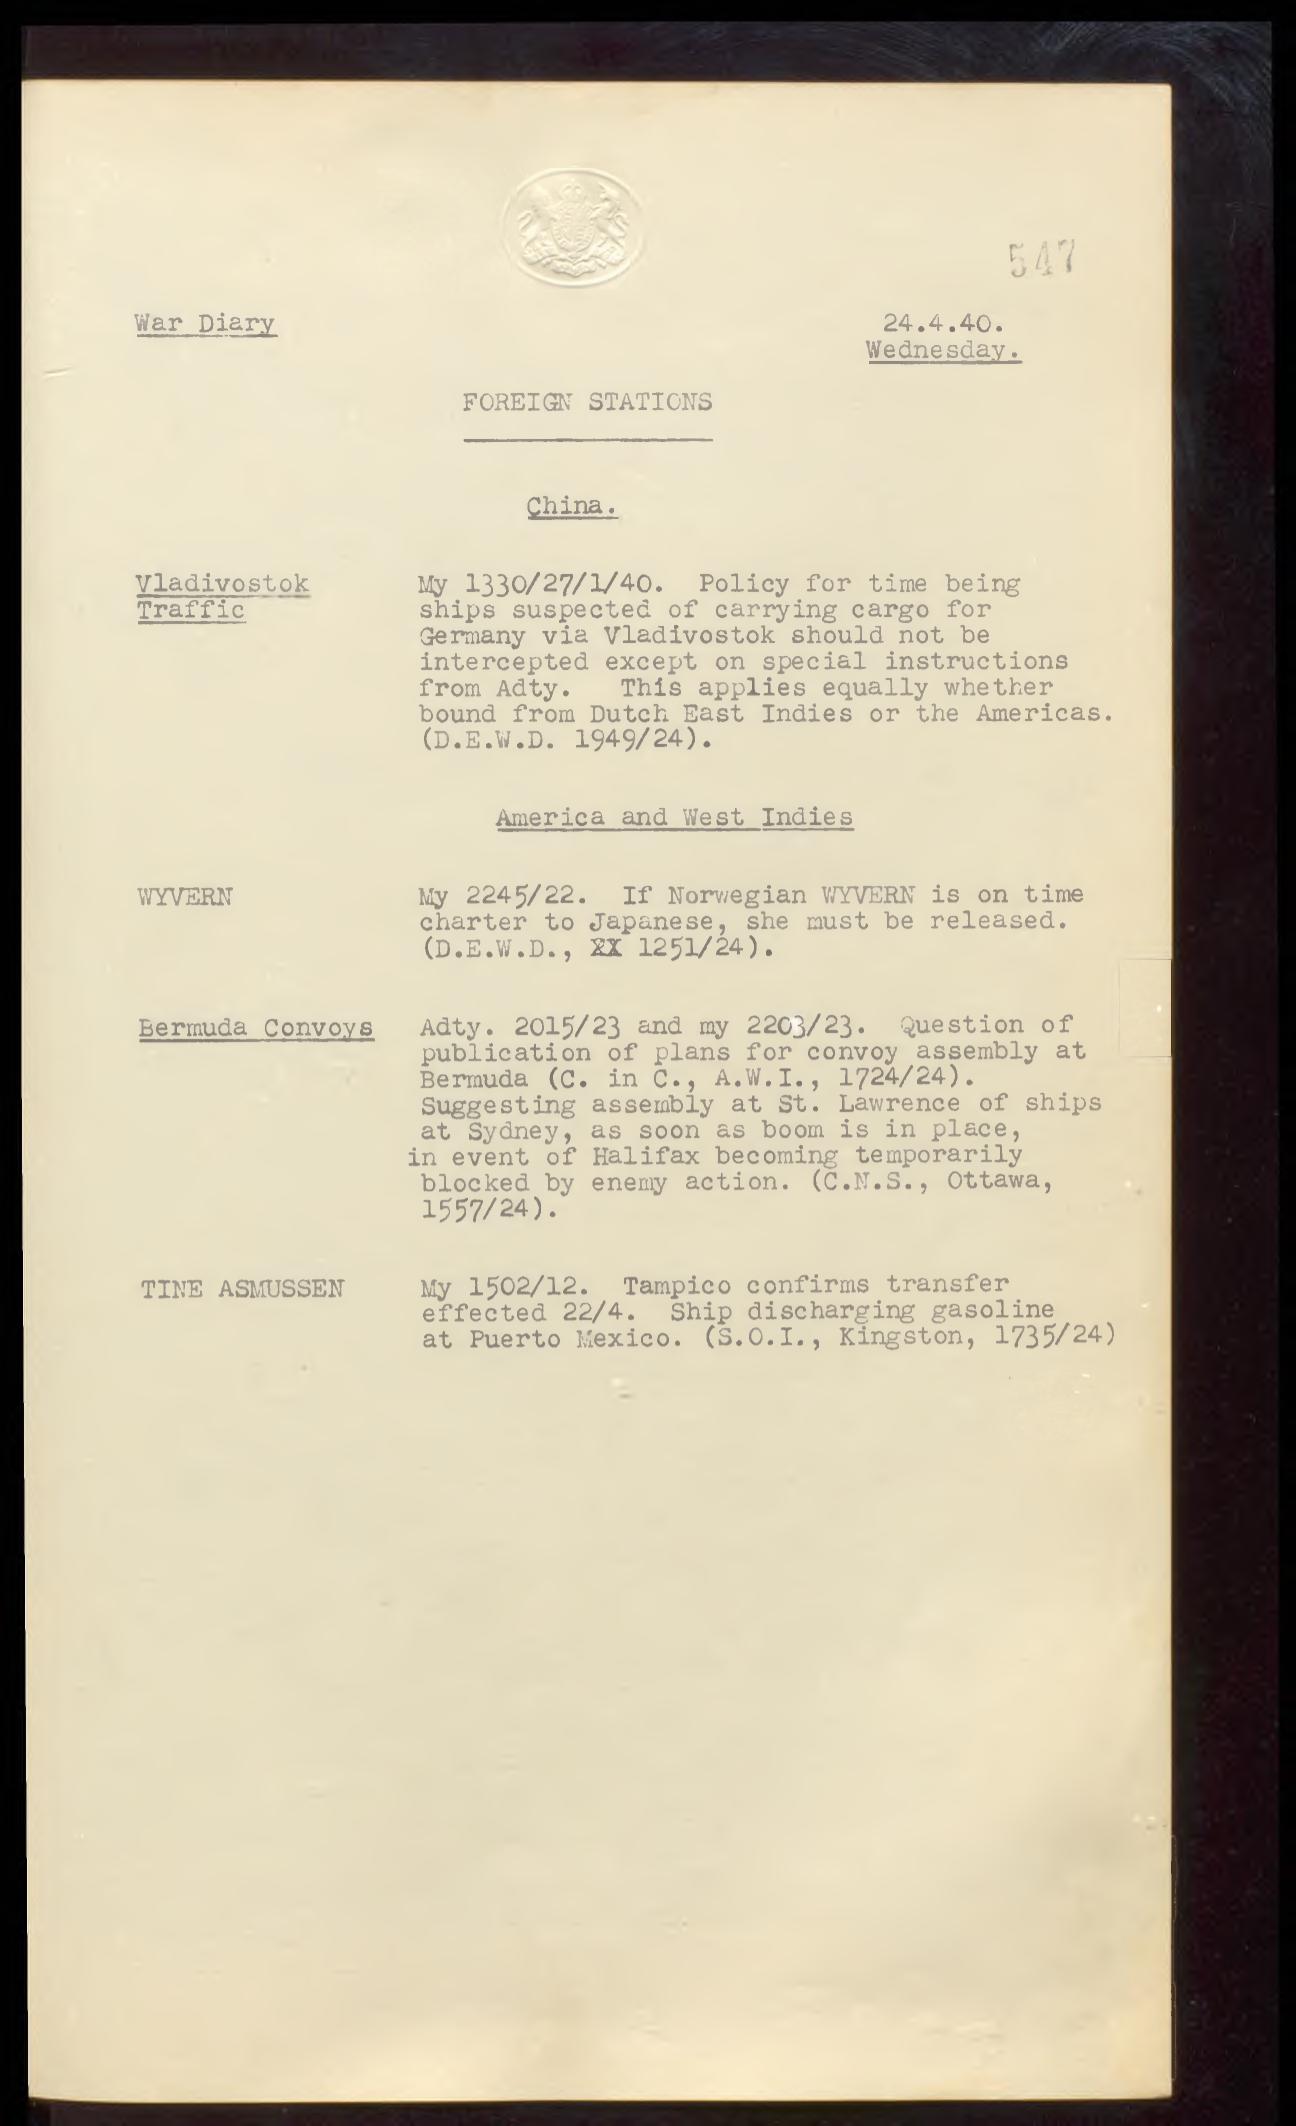 547
War Diary
24.4.40.
Wednesday.
FOREIGN STATIONS
China.
Vladivostok
Traffic
My 1330/27/1/40. Policy for time being
ships suspected of carrying cargo for
Germany via Vladivostok should not be
intercepted except on special instructions
from Adty. This applies equally whether
bound from Dutch East Indies or the Americas.
(D.E.W.D. 1949/24).
America and West Indies
WYVERN
My 2245/22. If Norwegian WYVERN is on time
charter to Japanese, she must be released.
(D.E.W.D., XX 1251/24).
Bermuda Convoys
Adty. 2015/23 and my 2203/23. Question of
publication of plans for convoy assembly at
Bermuda (C. in C., A.W.I., 1724/24).
Suggesting assembly at St. Lawrence of ships
at Sydney, as soon as boom is in place,
in event of Halifax becoming temporarily
blocked by enemy action. (C.N.S., Ottawa,
1557/24).
TINE ASMUSSEN
My 1502/12. Tampico confirms transfer
effected 22/4. Ship discharging gasoline
at Puerto Mexico. (S.O.I., Kingston, 1735/24)